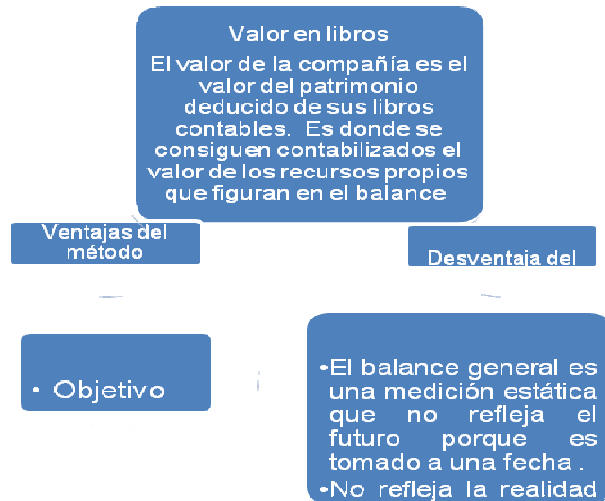 Valor en libros
El valor de la compañía es el
valor del patrimonio
deducido de sus libros
contables. Es donde se
consiguen contabilizados el
valor de los recursos propios
que figuran en el balance
Ventajas del
método
Desventaja del
• Objetivo
•El balance general es
una medición estática
que no refleja el
futuro porque es
tomado a una fecha .
•No refleja la realidad